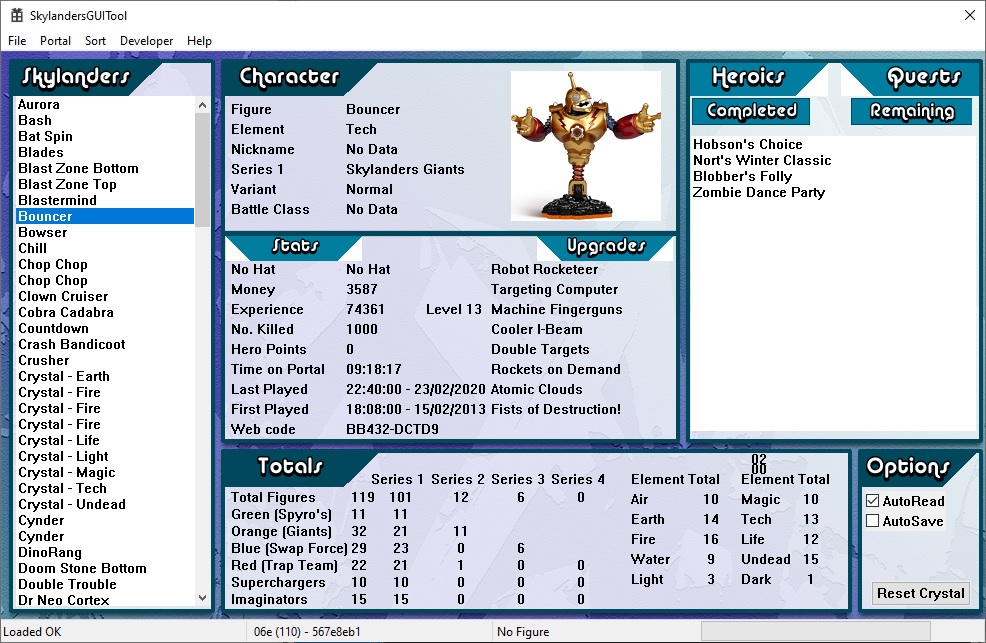 SkylandersGUITool
File Portal Sort Developer Help
Skylanders
Aurora
Bash
Bat Spin
Blades
Blast Zone Bottom
Blast Zone Top
Blastermind
Bouncer
Bowser
Chill
Chop Chop
Chop Chop
Clown Cruiser
Cobra Cadabra
Countdown
Crash Bandicoot
Crusher
Crystal - Earth
Crystal - Fire
Crystal - Fire
Crystal - Fire
Crystal - Life
Crystal - Light
Crystal - Magic
Crystal - Tech
Crystal - Undead
Cynder
Cynder
DinoRang
Doom Stone Bottom
Double Trouble
Dr Neo Cortex
Character
Figure Bouncer
Element Tech
Nickname No Data
Series 1 Skylanders Giants
Variant Normal
Battle Class No Data
Stats Upgrades
No Hat No Hat Robot Rocketeer
Money 3587 Targeting Computer
Experience 74361 Level 13 Machine Fingerguns
No. Killed 1000 Cooler I-Beam
Hero Points 0 Double Targets
Time on Portal 09:18:17 Rockets on Demand
Last Played 22:40:00 - 23/02/2020 Atomic Clouds
First Played 18:08:00 - 15/02/2013 Fists of Destruction!
Web code BB432-DCTD9
Heroics Quests
Completed Remaining
Hobson's Choice
Nort's Winter Classic
Blobber's Folly
Zombie Dance Party
Totals
Series 1 Series 2 Series 3 Series 4
Total Figures 119 101 12 6 0
Green (Spyro's) 11 11
Orange (Giants) 32 21 11
Blue (Swap Force) 29 23 0 6
Red (Trap Team) 22 21 1 0 0
Superchargers 10 10 0 0 0
Imaginators 15 15 0 0 0
02
00
Element Total Element Total
Air 10 Magic 10
Earth 14 Tech 13
Fire 16 Life 12
Water 9 Undead 15
Light 3 Dark 1
Options
AutoRead
AutoSave
Reset Crystal
Loaded OK 06e (110) - 567e8eb1 No Figure